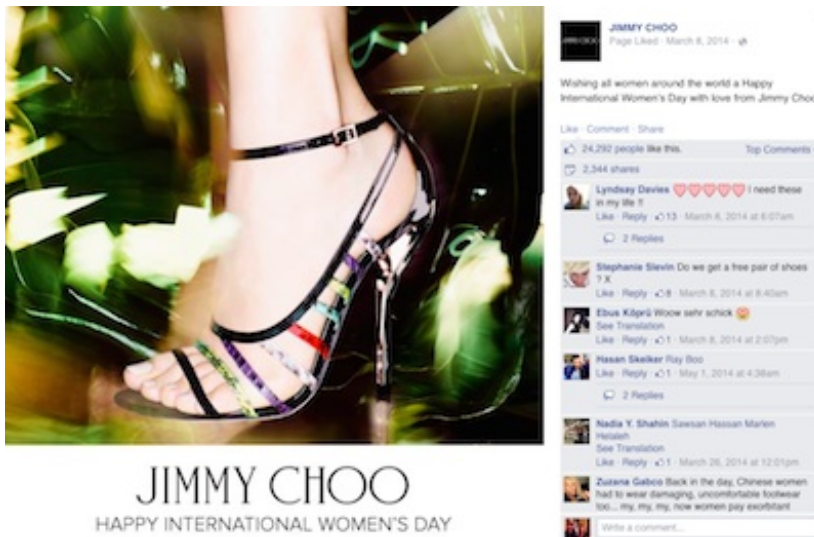 JIMMY CHOO
HAPPY INTERNATIONAL WOMEN'S DAY
JIMMY CHOO
JIMMY CHOO
Page Liked · March 8, 2014 ·
Wishing all women around the world a Happy
International Women's Day with love from Jimmy Choo
Like · Comment · Share
24,292 people like this.
Top Comments
2,344 shares
Lyndsay Davies 💗💗💗💗💗 I need these
in my life !!
Like · Reply · 13 · March 8, 2014 at 6:07am
2 Replies
Stephanie Slevin Do we get a free pair of shoes
? X
Like · Reply · 8 · March 8, 2014 at 8:40am
Ebus Köprü Woow sehr schick
See Translation
Like · Reply · 1 · March 8, 2014 at 2:07pm
Hasan Skeiker Ray Boo
Like · Reply · 1 · May 1, 2014 at 4:38am
2 Replies
Nadia Y. Shahin Sawsan Hassan Marlen
Helaleh
See Translation
Like · Reply · 1 · March 26, 2014 at 12:01pm
Zuzana Gabco Back in the day, Chinese women
had to wear damaging, uncomfortable footwear
too... my, my, my, now women pay exorbitant
Write a comment...